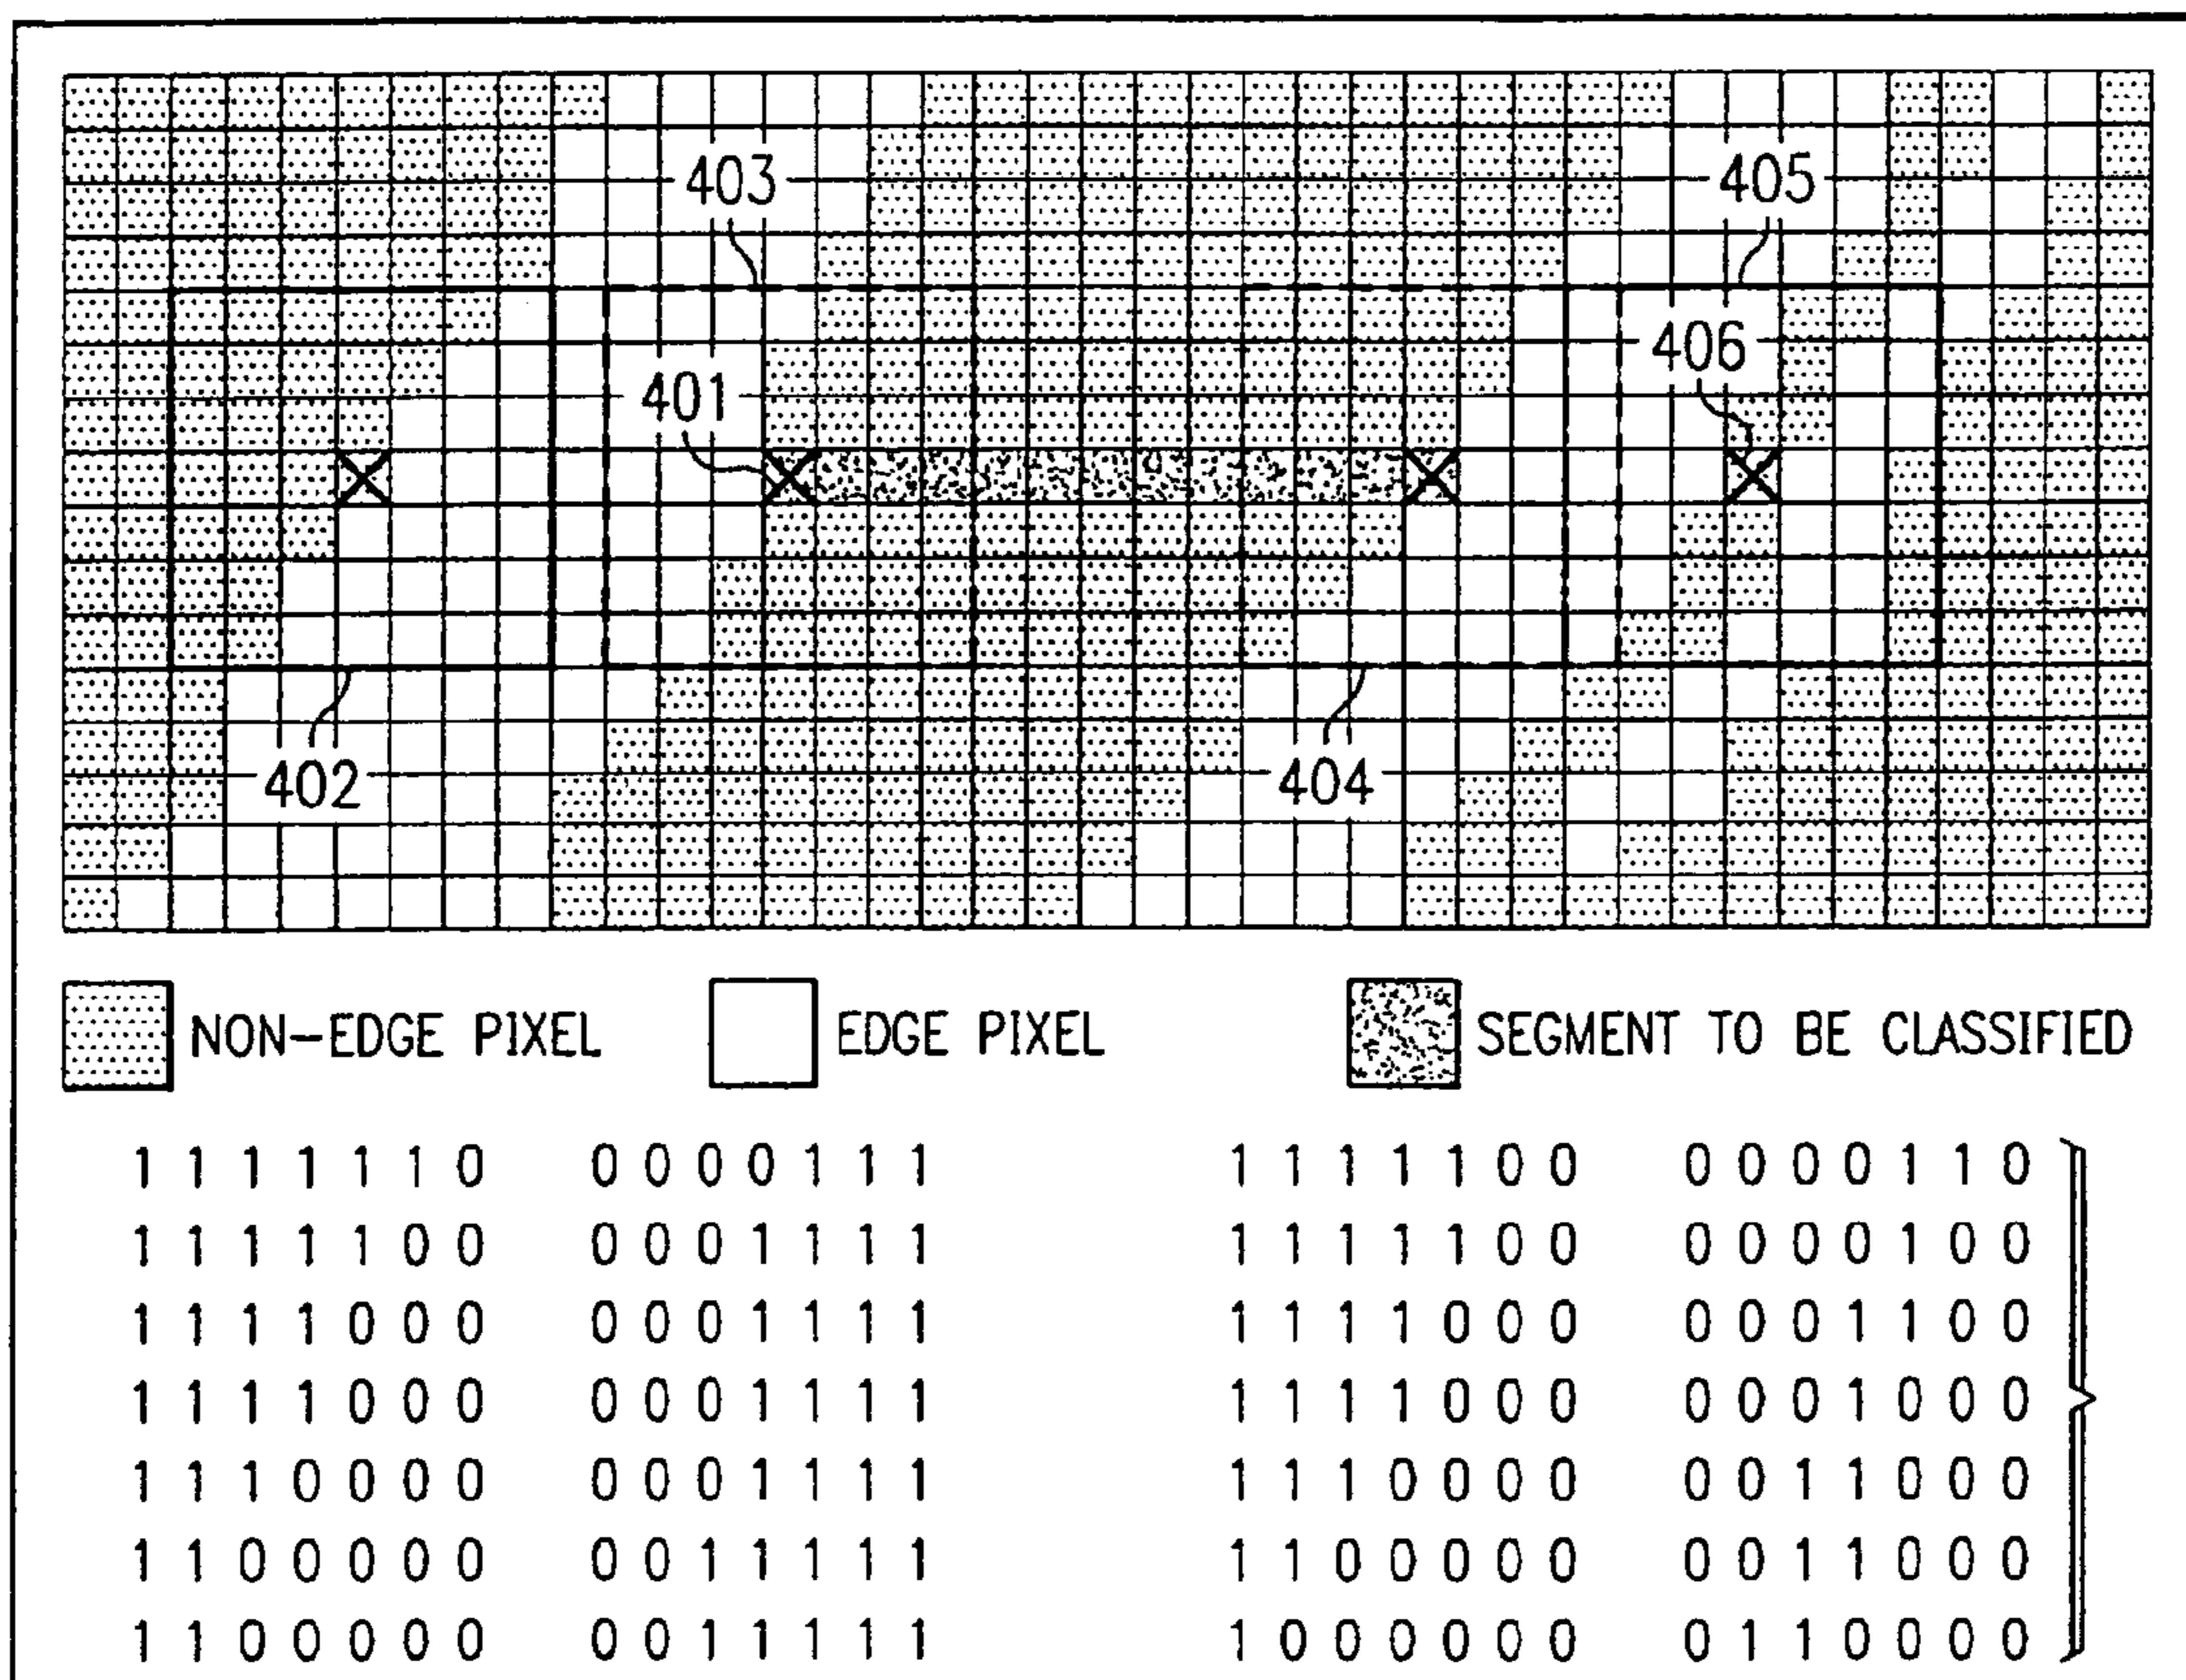 403
405
406
401
402
404
NON-EDGE PIXEL
EDGE PIXEL
SEGMENT TO BE CLASSIFIED
1 1 1 1 1 1 0 0 0 0 0 1 1 1 1 1 1 1 1 0 0 0 0 0 0 1 1 0
1 1 1 1 1 0 0 0 0 0 1 1 1 1 1 1 1 1 1 0 0 0 0 0 0 1 0 0
1 1 1 1 0 0 0 0 0 0 1 1 1 1 1 1 1 1 0 0 0 0 0 0 1 1 0 0
1 1 1 1 0 0 0 0 0 0 1 1 1 1 1 1 1 1 0 0 0 0 0 0 1 0 0 0
1 1 1 0 0 0 0 0 0 0 1 1 1 1 1 1 1 0 0 0 0 0 0 1 1 0 0 0
1 1 0 0 0 0 0 0 0 1 1 1 1 1 1 1 0 0 0 0 0 0 0 1 1 0 0 0
1 1 0 0 0 0 0 0 0 1 1 1 1 1 1 0 0 0 0 0 0 0 1 1 0 0 0 0